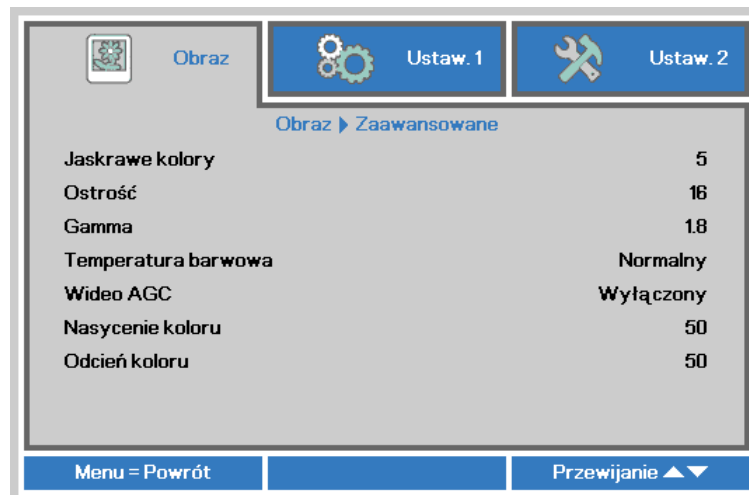 Obraz Ustaw. 1 Ustaw. 2
Obraz ▶ Zaawansowane
Jaskrawe kolory 5
Ostrość 16
Gamma 1.8
Temperatura barwowa Normalny
Wideo AGC Wyłączony
Nasycenie koloru 50
Odcień koloru 50
Menu = Powrót Przewijanie ▲▼